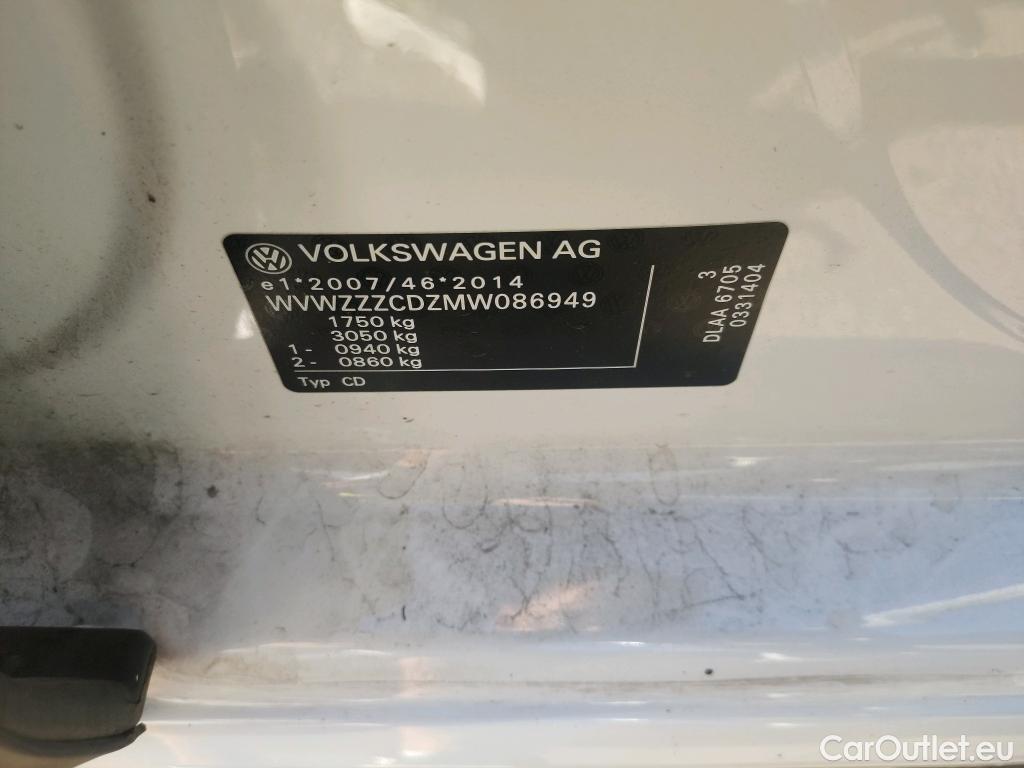 VOLKSWAGEN AG
e1*2007/46*2014
WVWZZZCDZMW086949
1750 kg
3050 kg
1- 0940 kg
2- 0860 kg
Typ CD
3
DLAA 6705
0331404
CarOutlet.eu